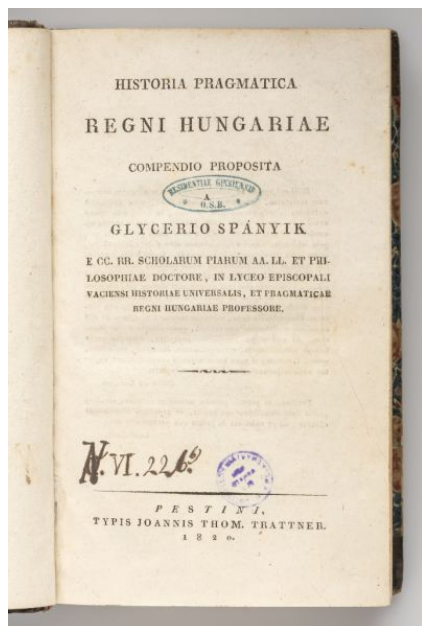 HISTORIA PRAGMATICA
REGNI HUNGARIAE
COMPENDIO PROPOSITA
A
O.S.B.
GLYCERIO SPÁNYIK
E CC. RR. SCHOLARUM PIARUM AA. LL. ET PHI-
LOSOPHIAE DOCTORE, IN LYCEO EPISCOPALI
VACIENSI HISTORIAE UNIVERSALIS, ET PRAGMATICAE
REGNI HUNGARIAE PROFESSORE.
N. VI. 22
PESTINI,
TYPIS JOANNIS THOM. TRATTNER.
1820.